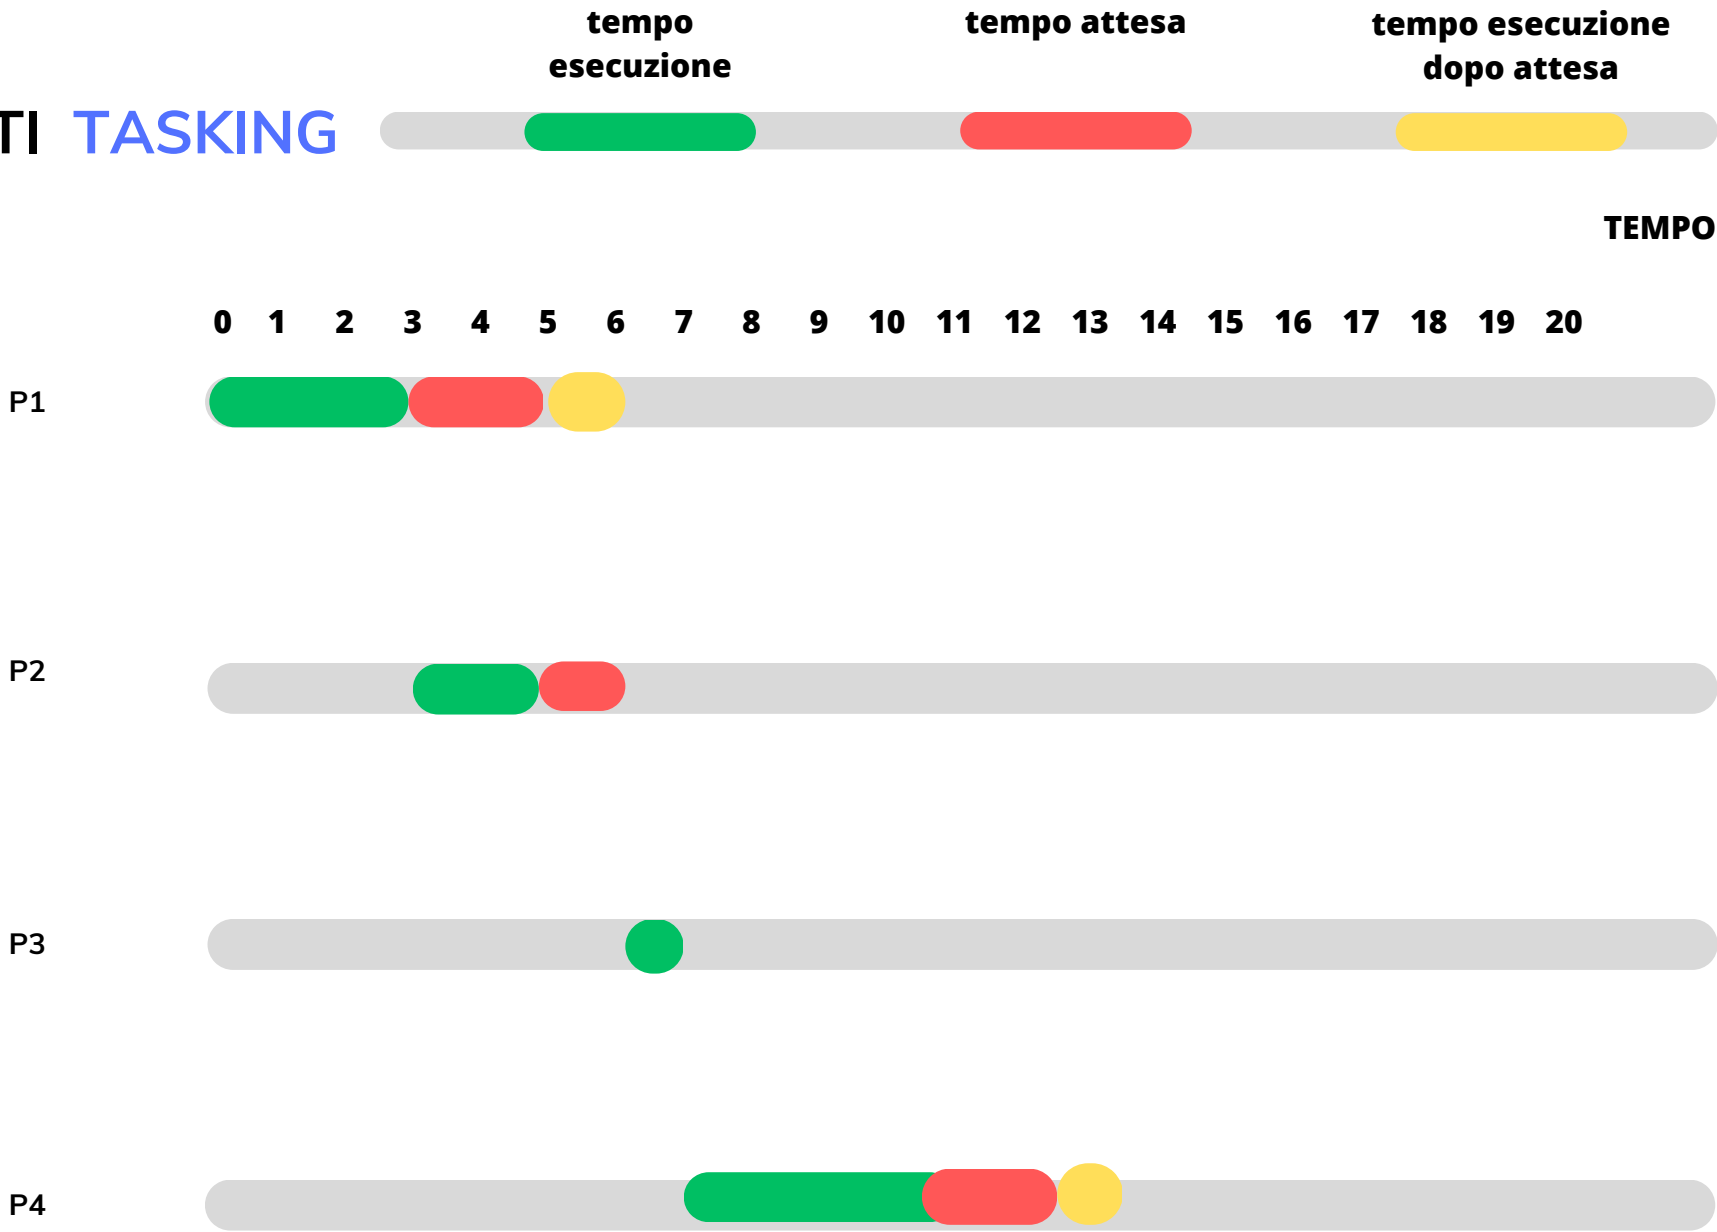 tempo
esecuzione
tempo attesa
tempo esecuzione
dopo attesa
TI TASKING
TEMPO
0 1 2 3 4 5 6 7 8 9 10 11 12 13 14 15 16 17 18 19 20
P1
P2
P3
P4